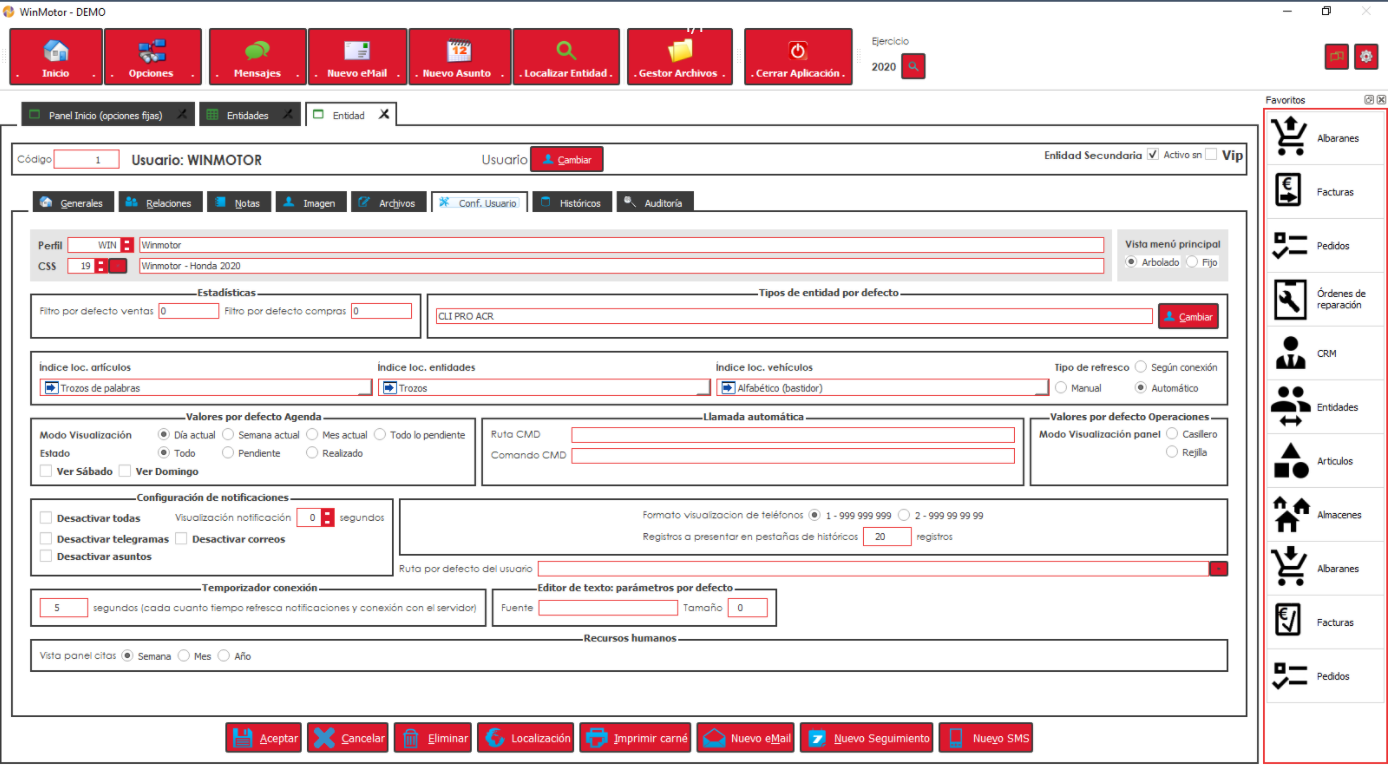 WinMotor - DEMO
. Inicio .
. Opciones .
. Mensajes .
. Nuevo eMail .
. Nuevo Asunto .
. Localizar Entidad .
. Gestor Archivos .
. Cerrar Aplicación .
Ejercicio
2020
Panel Inicio (opciones fijas)
Entidades
Entidad
Código 1 Usuario: WINMOTOR Usuario Cambiar Entidad Secundaria Activo sn Vip
Generales Relaciones Notas Imagen Archivos Conf. Usuario Históricos Auditoría
Perfil WIN Winmotor
CSS 19 Winmotor - Honda 2020
Vista menú principal
Arbolado Fijo
Estadísticas
Filtro por defecto ventas 0 Filtro por defecto compras 0
Tipos de entidad por defecto
CLI PRO ACR Cambiar
Índice loc. artículos
Trozos de palabras
Índice loc. entidades
Trozos
Índice loc. vehículos
Alfabético (bastidor)
Tipo de refresco Según conexión
Manual Automático
Valores por defecto Agenda
Modo Visualización Día actual Semana actual Mes actual Todo lo pendiente
Estado Todo Pendiente Realizado
Ver Sábado Ver Domingo
Llamada automática
Ruta CMD
Comando CMD
Valores por defecto Operaciones
Modo Visualización panel Casillero
Rejilla
Configuración de notificaciones
Desactivar todas Visualización notificación 0 segundos
Desactivar telegramas Desactivar correos
Desactivar asuntos
Formato visualizacion de teléfonos 1 - 999 999 999 2 - 999 99 99 99
Registros a presentar en pestañas de históricos 20 registros
Ruta por defecto del usuario
Temporizador conexión
5 segundos (cada cuanto tiempo refresca notificaciones y conexión con el servidor)
Editor de texto: parámetros por defecto
Fuente Tamaño 0
Recursos humanos
Vista panel citas Semana Mes Año
Aceptar Cancelar Eliminar Localización Imprimir carné Nuevo eMail Nuevo Seguimiento Nuevo SMS
Favoritos
Albaranes
Facturas
Pedidos
Órdenes de
reparación
CRM
Entidades
Artículos
Almacenes
Albaranes
Facturas
Pedidos